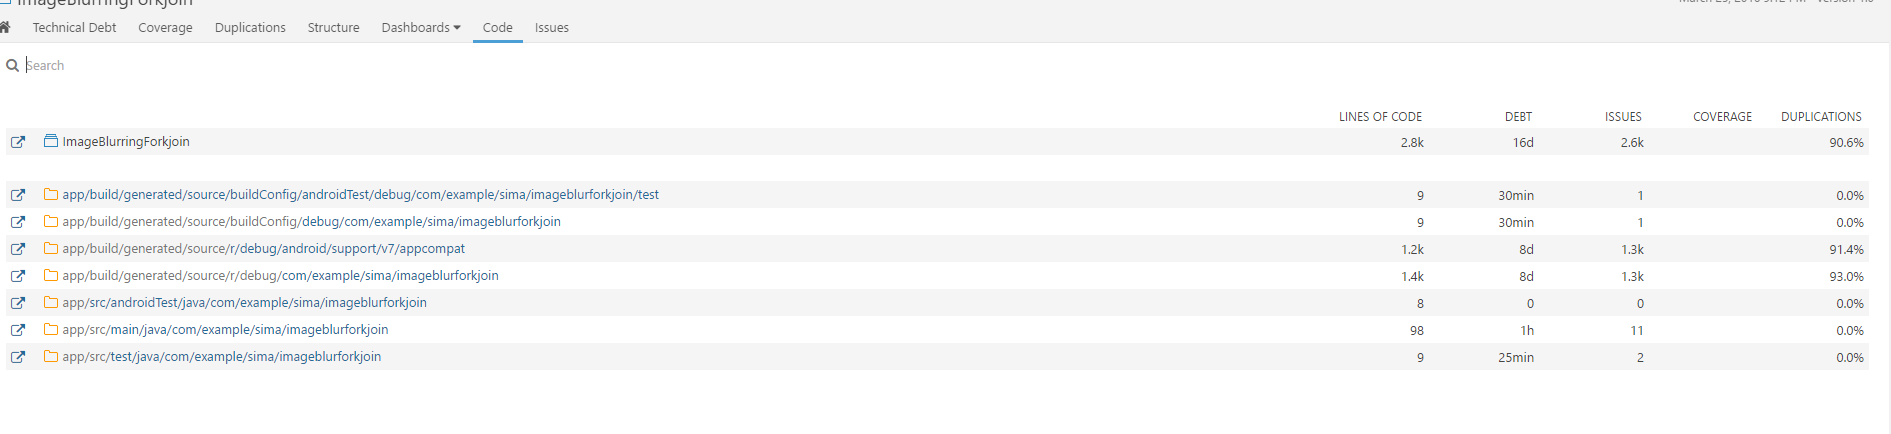 ImageBlurringForkjoin
Technical Debt Coverage Duplications Structure Dashboards Code Issues
Search
LINES OF CODE DEBT ISSUES COVERAGE DUPLICATIONS
ImageBlurringForkjoin 2.8k 16d 2.6k 90.6%
app/build/generated/source/buildConfig/androidTest/debug/com/example/sima/imageblurforkjoin/test 9 30min 1 0.0%
app/build/generated/source/buildConfig/debug/com/example/sima/imageblurforkjoin 9 30min 1 0.0%
app/build/generated/source/r/debug/android/support/v7/appcompat 1.2k 8d 1.3k 91.4%
app/build/generated/source/r/debug/com/example/sima/imageblurforkjoin 1.4k 8d 1.3k 93.0%
app/src/androidTest/java/com/example/sima/imageblurforkjoin 8 0 0 0.0%
app/src/main/java/com/example/sima/imageblurforkjoin 98 1h 11 0.0%
app/src/test/java/com/example/sima/imageblurforkjoin 9 25min 2 0.0%